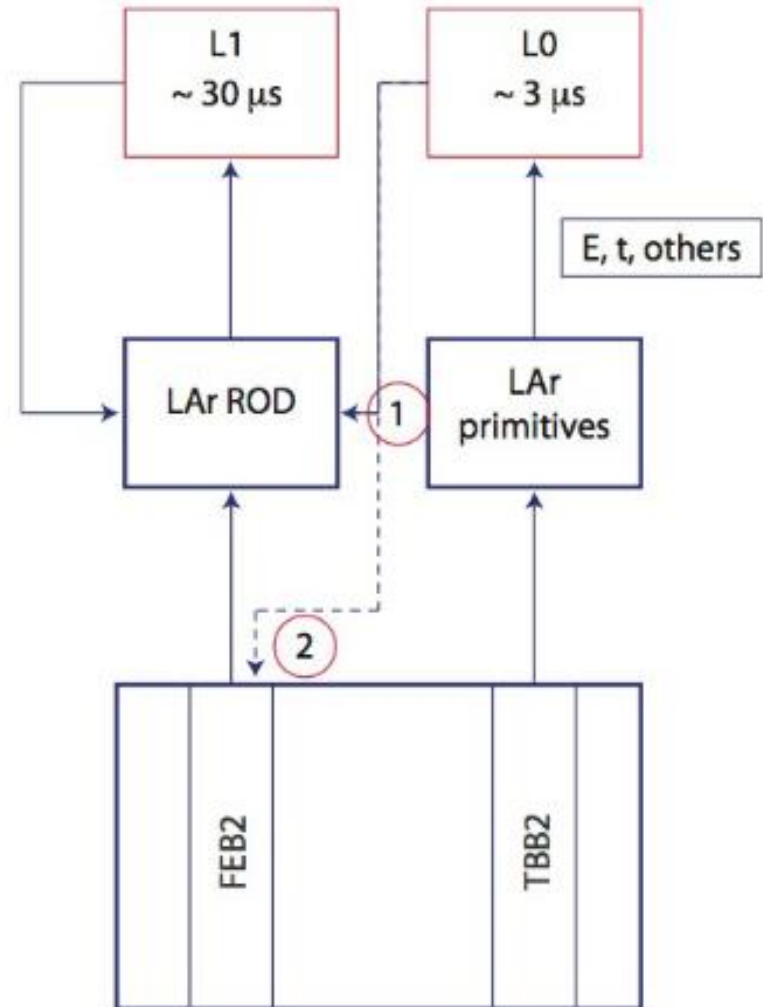 L1
~ 30 μs
L0
~ 3 μs
E, t, others
LAr ROD
1
LAr
primitives
2
FEB2
TBB2